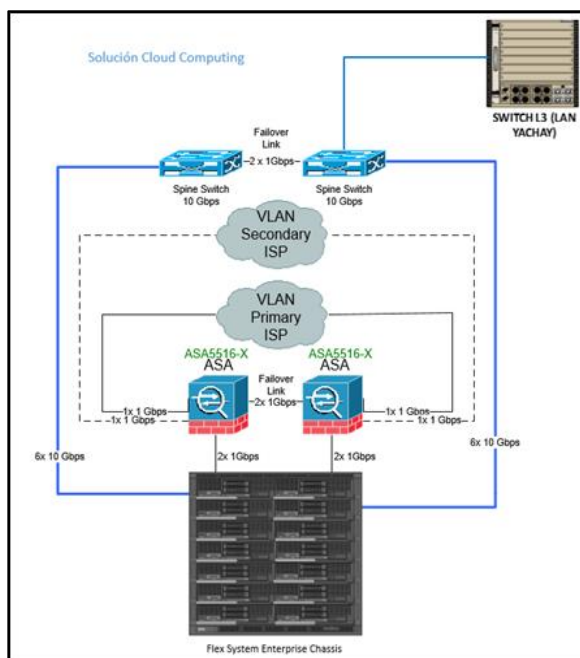 Solución Cloud Computing
SWITCH L3 (LAN
YACHAY)
Failover
Link
2 x 1Gbps
Spine Switch
10 Gbps
Spine Switch
10 Gbps
VLAN
Secondary
ISP
VLAN
Primary
ISP
ASA5516-X
ASA
ASA5516-X
ASA
Failover
Link
2x 1Gbps
1x 1 Gbps
1x 1 Gbps
1x 1 Gbps
1x 1 Gbps
6x 10 Gbps
2x 1Gbps
2x 1Gbps
6x 10 Gbps
Flex System Enterprise Chassis